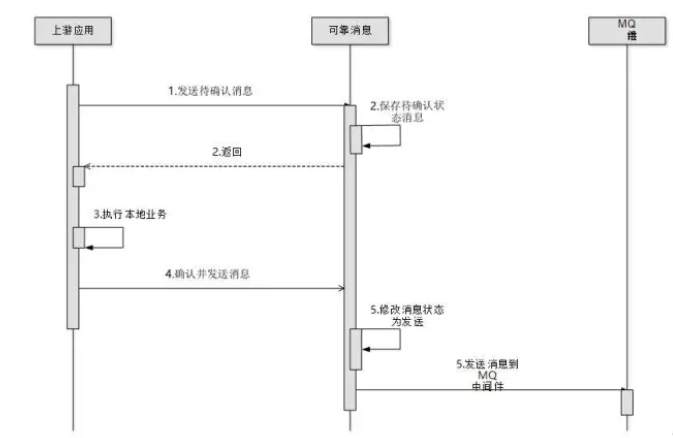 上游应用
可靠消息
MQ
1.发送待确认消息
2.保存待确认状
态消息
2.返回
3.执行本地业务
4.确认并发送消息
5.修改消息状态
为发送
5.发送消息到
MQ
中间件